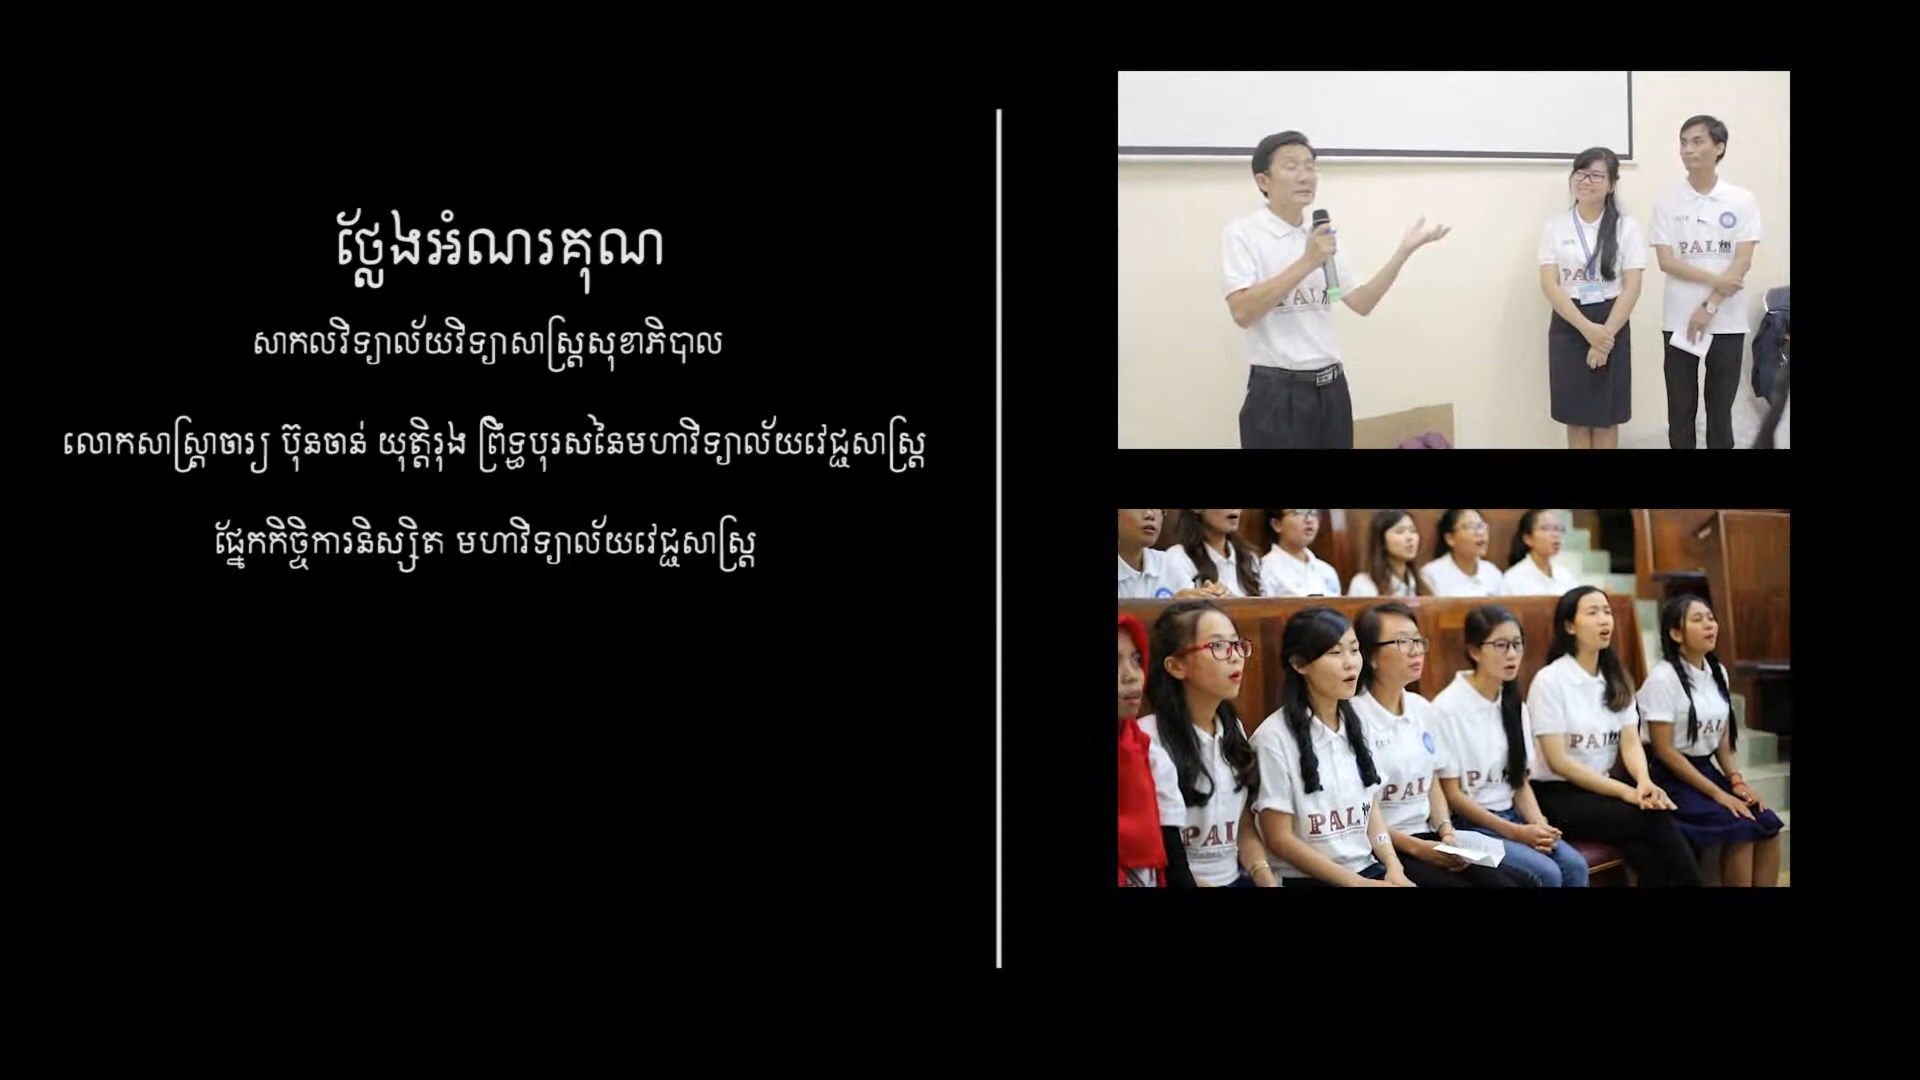 ថ្លែងអំណរគុណ
សាកលវិទ្យាល័យវិទ្យាសាស្ត្រសុខាភិបាល
លោកសាស្ត្រាចារ្យ ប៊ុនចាន់ យុត្តិរុង ព្រឹទ្ធបុរសនៃមហាវិទ្យាល័យវេជ្ជសាស្ត្រ
ផ្នែកកិច្ចិការនិស្សិត មហាវិទ្យាល័យវេជ្ជសាស្ត្រ
PAL
PAL
PAL
PAL
PAL
PAL
PAL
PAL
PAL